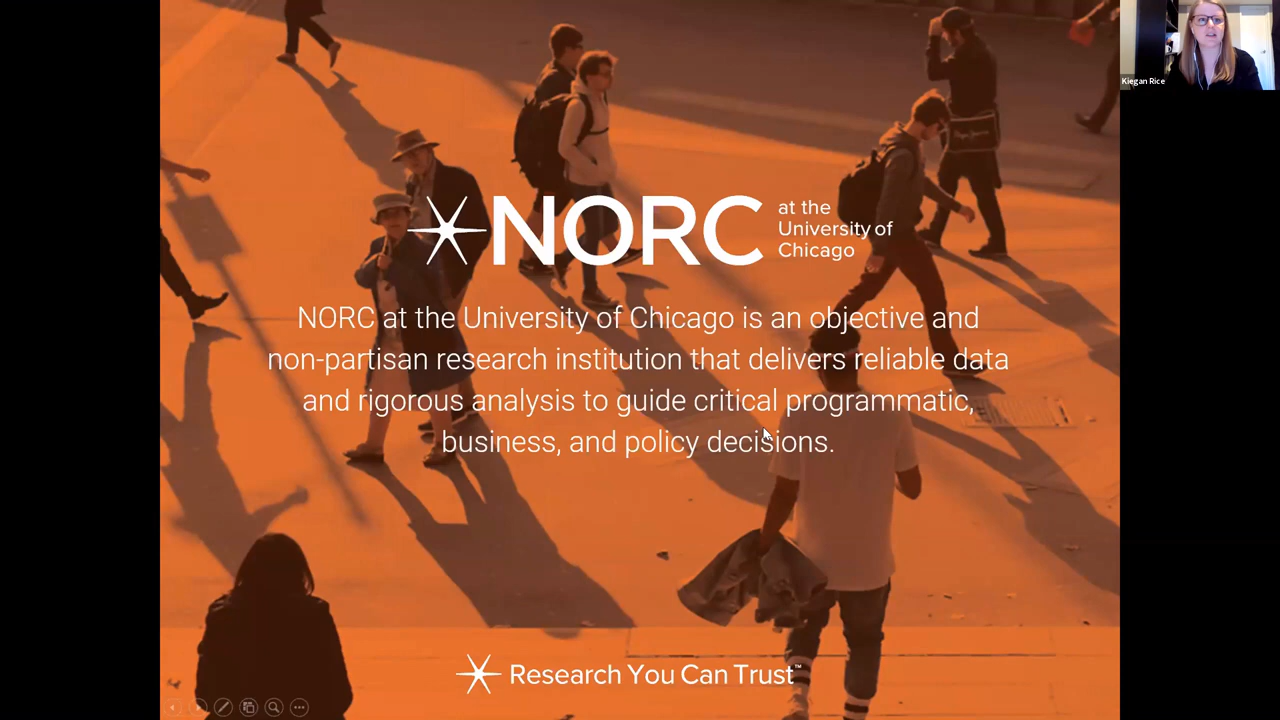 Kiegan Rice
NORC
at the
University of
Chicago
NORC at the University of Chicago is an objective and
non-partisan research institution that delivers reliable data
and rigorous analysis to guide critical programmatic,
business, and policy decisions.
Research You Can Trust™